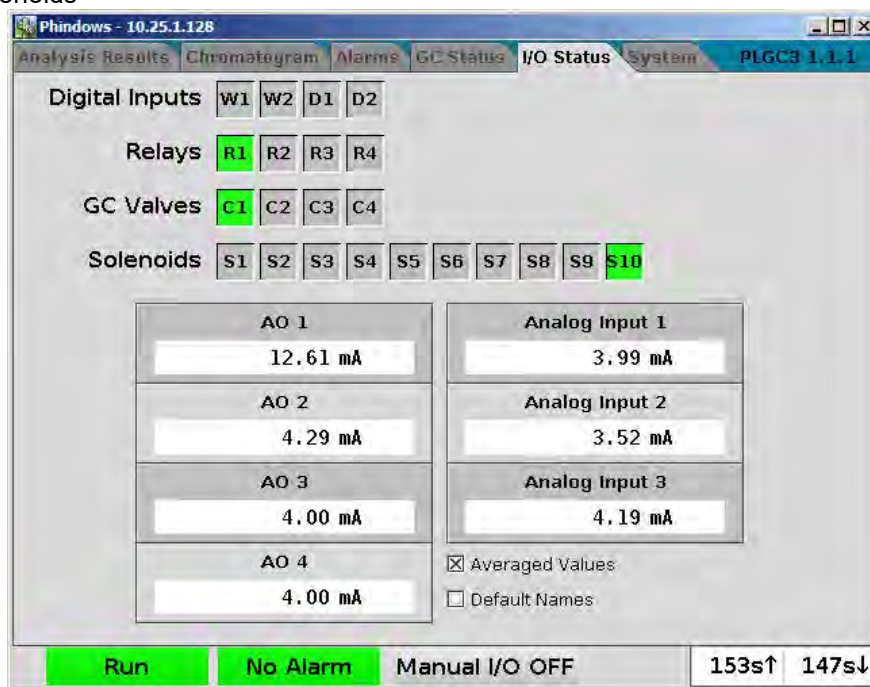 Phindows - 10.25.1.128
Analysis Results Chromatogram Alarms GC Status I/O Status System PLGC3 1.1.1
Digital Inputs W1 W2 D1 D2
Relays R1 R2 R3 R4
GC Valves C1 C2 C3 C4
Solenoids S1 S2 S3 S4 S5 S6 S7 S8 S9 S10
AO 1 Analog Input 1
12.61 mA 3.99 mA
AO 2 Analog Input 2
4.29 mA 3.52 mA
AO 3 Analog Input 3
4.00 mA 4.19 mA
AO 4 Averaged Values
4.00 mA Default Names
Run No Alarm Manual I/O OFF 153s↑ 147s↓